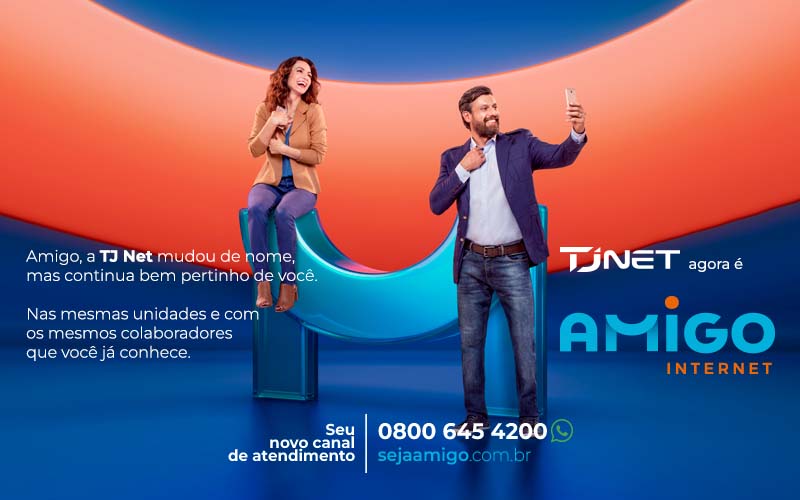 Amigo, a TJ Net mudou de nome,
mas continua bem pertinho de você.
Nas mesmas unidades e com
os mesmos colaboradores
que você já conhece.
TJNET agora é
AMIGO
INTERNET
Seu
novo canal
de atendimento
0800 645 4200
sejaamigo.com.br